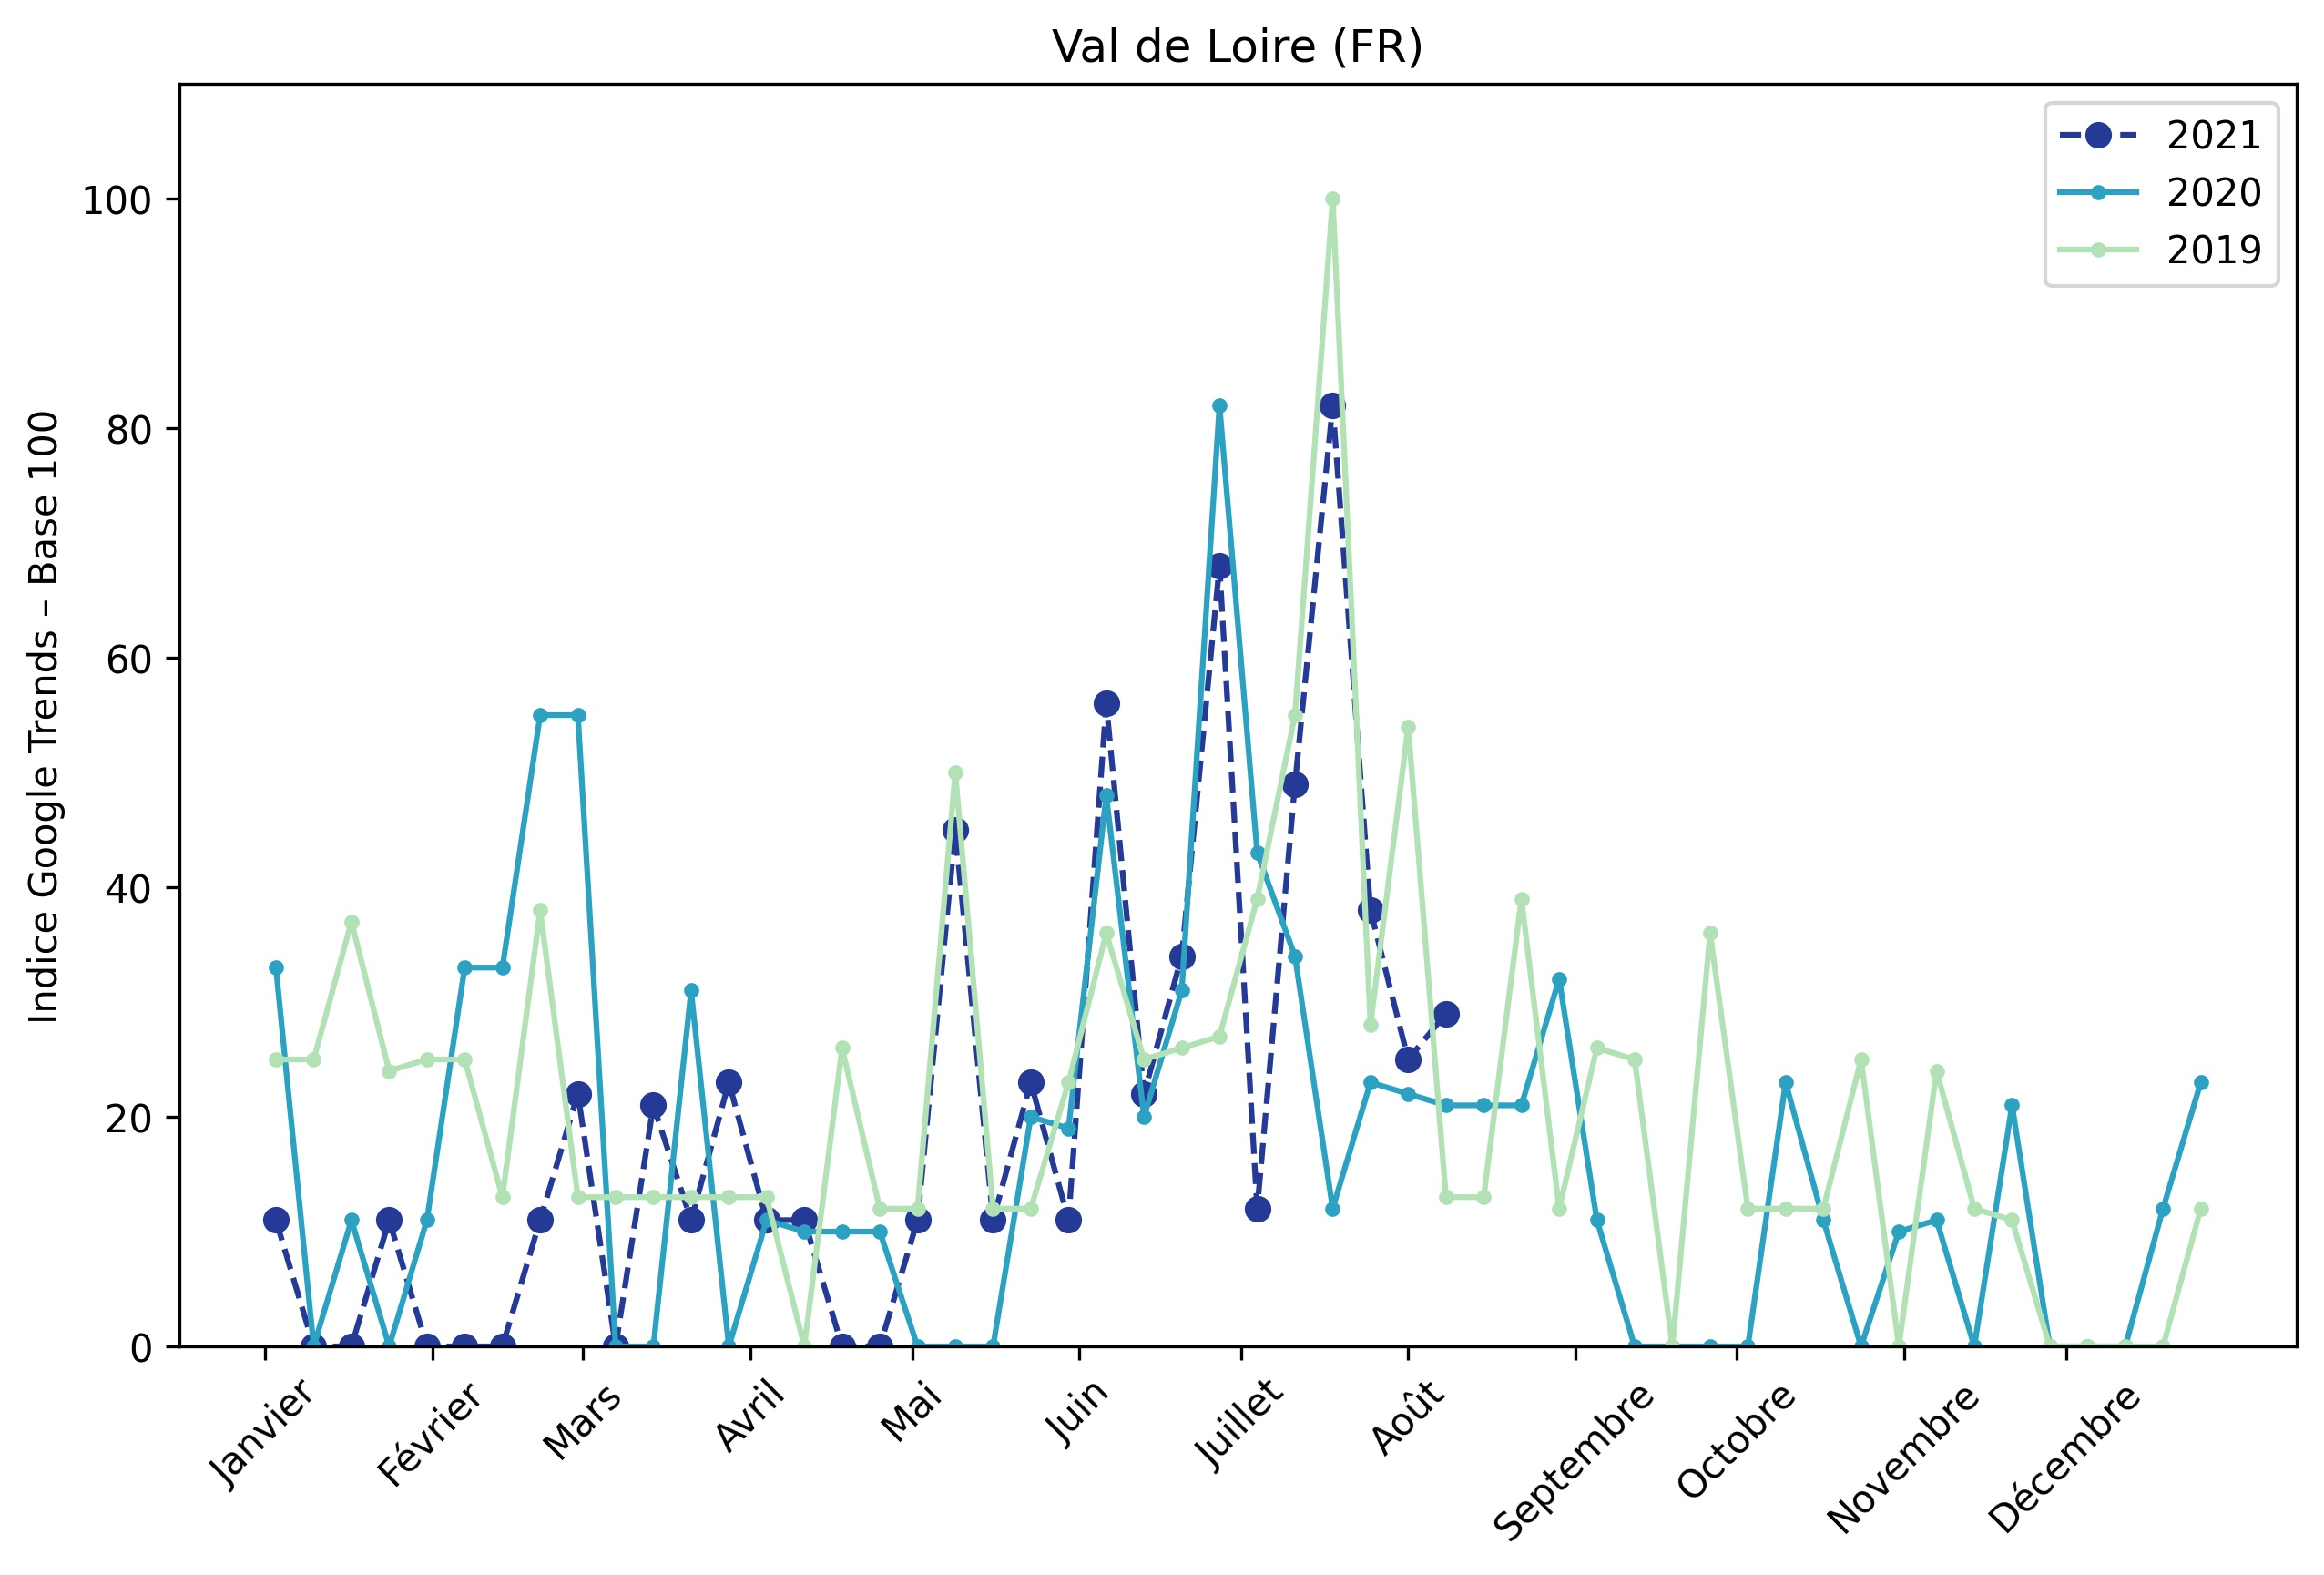 Val de Loire (FR)
Indice Google Trends – Base 100
100
80
60
40
20
0
2021
2020
2019
Janvier
Février
Mars
Avril
Mai
Juin
Juillet
Août
Septembre
Octobre
Novembre
Décembre